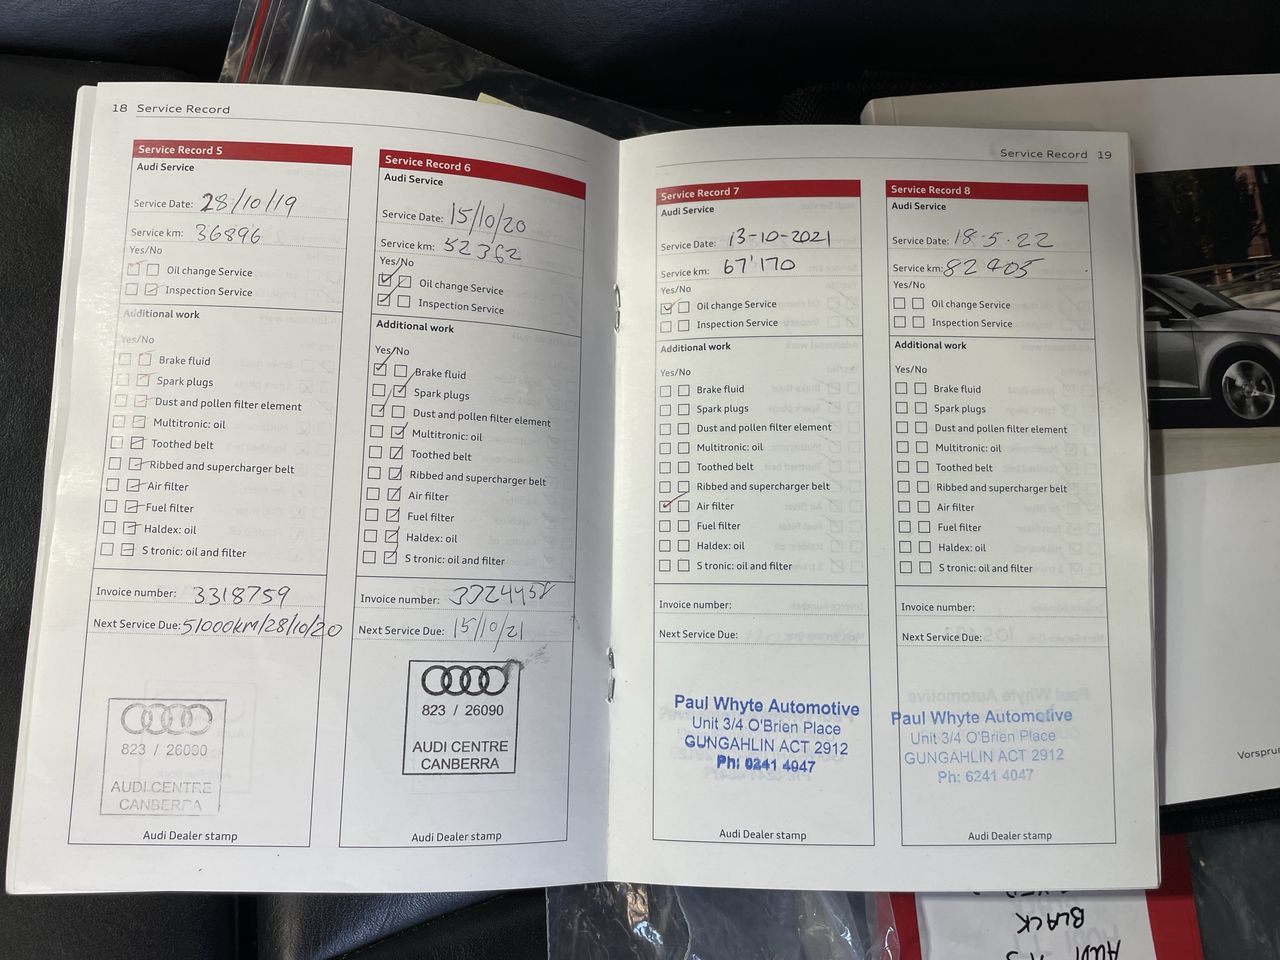 18 Service Record
Service Record 5
Audi Service
Service Date: 28/10/19
Service km: 36896
Yes/No
Oil change Service
Inspection Service
Additional work
Yes/No
Brake fluid
Spark plugs
Dust and pollen filter element
Multitronic: oil
Toothed belt
Ribbed and supercharger belt
Air filter
Fuel filter
Haldex: oil
S tronic: oil and filter
Invoice number: 3318759
Next Service Due: 51000km/28/10/20
823 / 26090
AUDI CENTRE
CANBERRA
Audi Dealer stamp
Service Record 6
Audi Service
Service Date: 15/10/20
Service km: 52362
Yes/No
Oil change Service
Inspection Service
Additional work
Yes/No
Brake fluid
Spark plugs
Dust and pollen filter element
Multitronic: oil
Toothed belt
Ribbed and supercharger belt
Air filter
Fuel filter
Haldex: oil
S tronic: oil and filter
Invoice number:
Next Service Due: 15/10/21
823 / 26090
AUDI CENTRE
CANBERRA
Audi Dealer stamp
Service Record 19
Service Record 7
Audi Service
Service Date: 13-10-2021
Service km: 67'170
Yes/No
Oil change Service
Inspection Service
Additional work
Yes/No
Brake fluid
Spark plugs
Dust and pollen filter element
Multitronic: oil
Toothed belt
Ribbed and supercharger belt
Air filter
Fuel filter
Haldex: oil
S tronic: oil and filter
Invoice number:
Next Service Due:
Paul Whyte Automotive
Unit 3/4 O'Brien Place
GUNGAHLIN ACT 2912
Ph: 6241 4047
Audi Dealer stamp
Service Record 8
Audi Service
Service Date: 18-5-22
Service km: 82405
Yes/No
Oil change Service
Inspection Service
Additional work
Yes/No
Brake fluid
Spark plugs
Dust and pollen filter element
Multitronic: oil
Toothed belt
Ribbed and supercharger belt
Air filter
Fuel filter
Haldex: oil
S tronic: oil and filter
Invoice number:
Next Service Due:
Paul Whyte Automotive
Unit 3/4 O'Brien Place
GUNGAHLIN ACT 2912
Ph: 6241 4047
Audi Dealer stamp
AUDI
BLACK